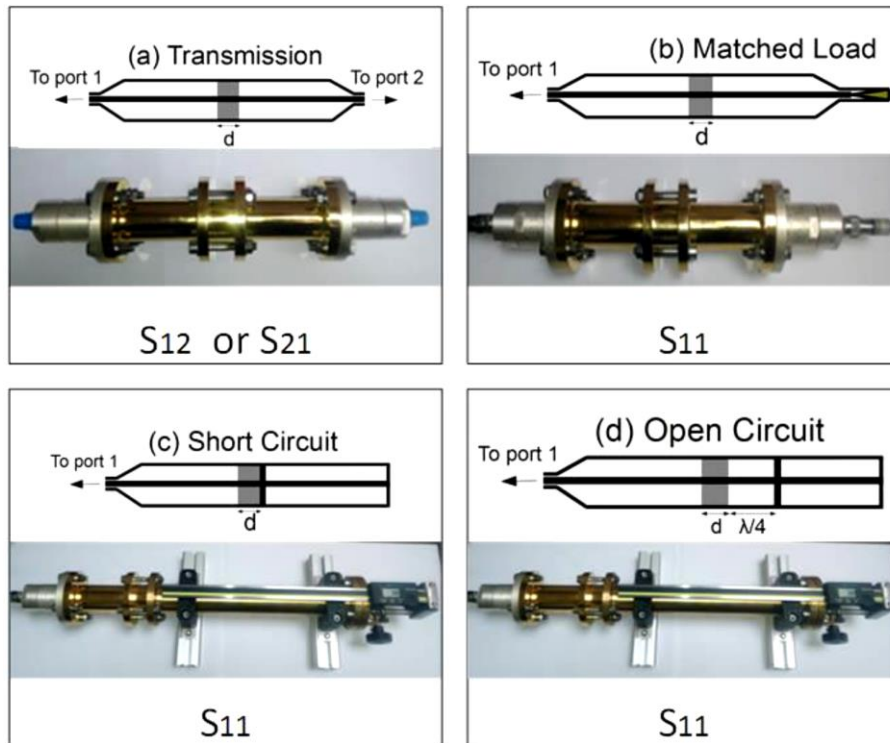 (a) Transmission
To port 1
To port 2
d
S12 or S21
(b) Matched Load
To port 1
d
S11
(c) Short Circuit
To port 1
d
S11
(d) Open Circuit
To port 1
d
λ/4
S11